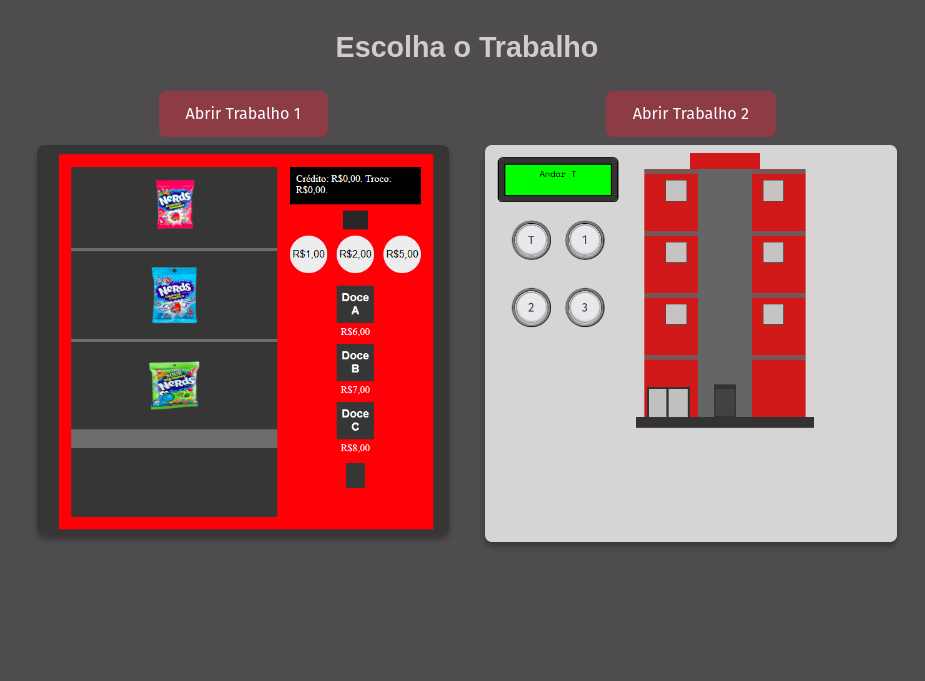 Escolha o Trabalho
Abrir Trabalho 1
Abrir Trabalho 2
Crédito: R$0,00. Troco:
R$0,00.
R$1,00 R$2,00 R$5,00
Doce
A
R$6,00
Doce
B
R$7,00
Doce
C
R$8,00
nerds
nerds
nerds
Andar T
T 1
2 3